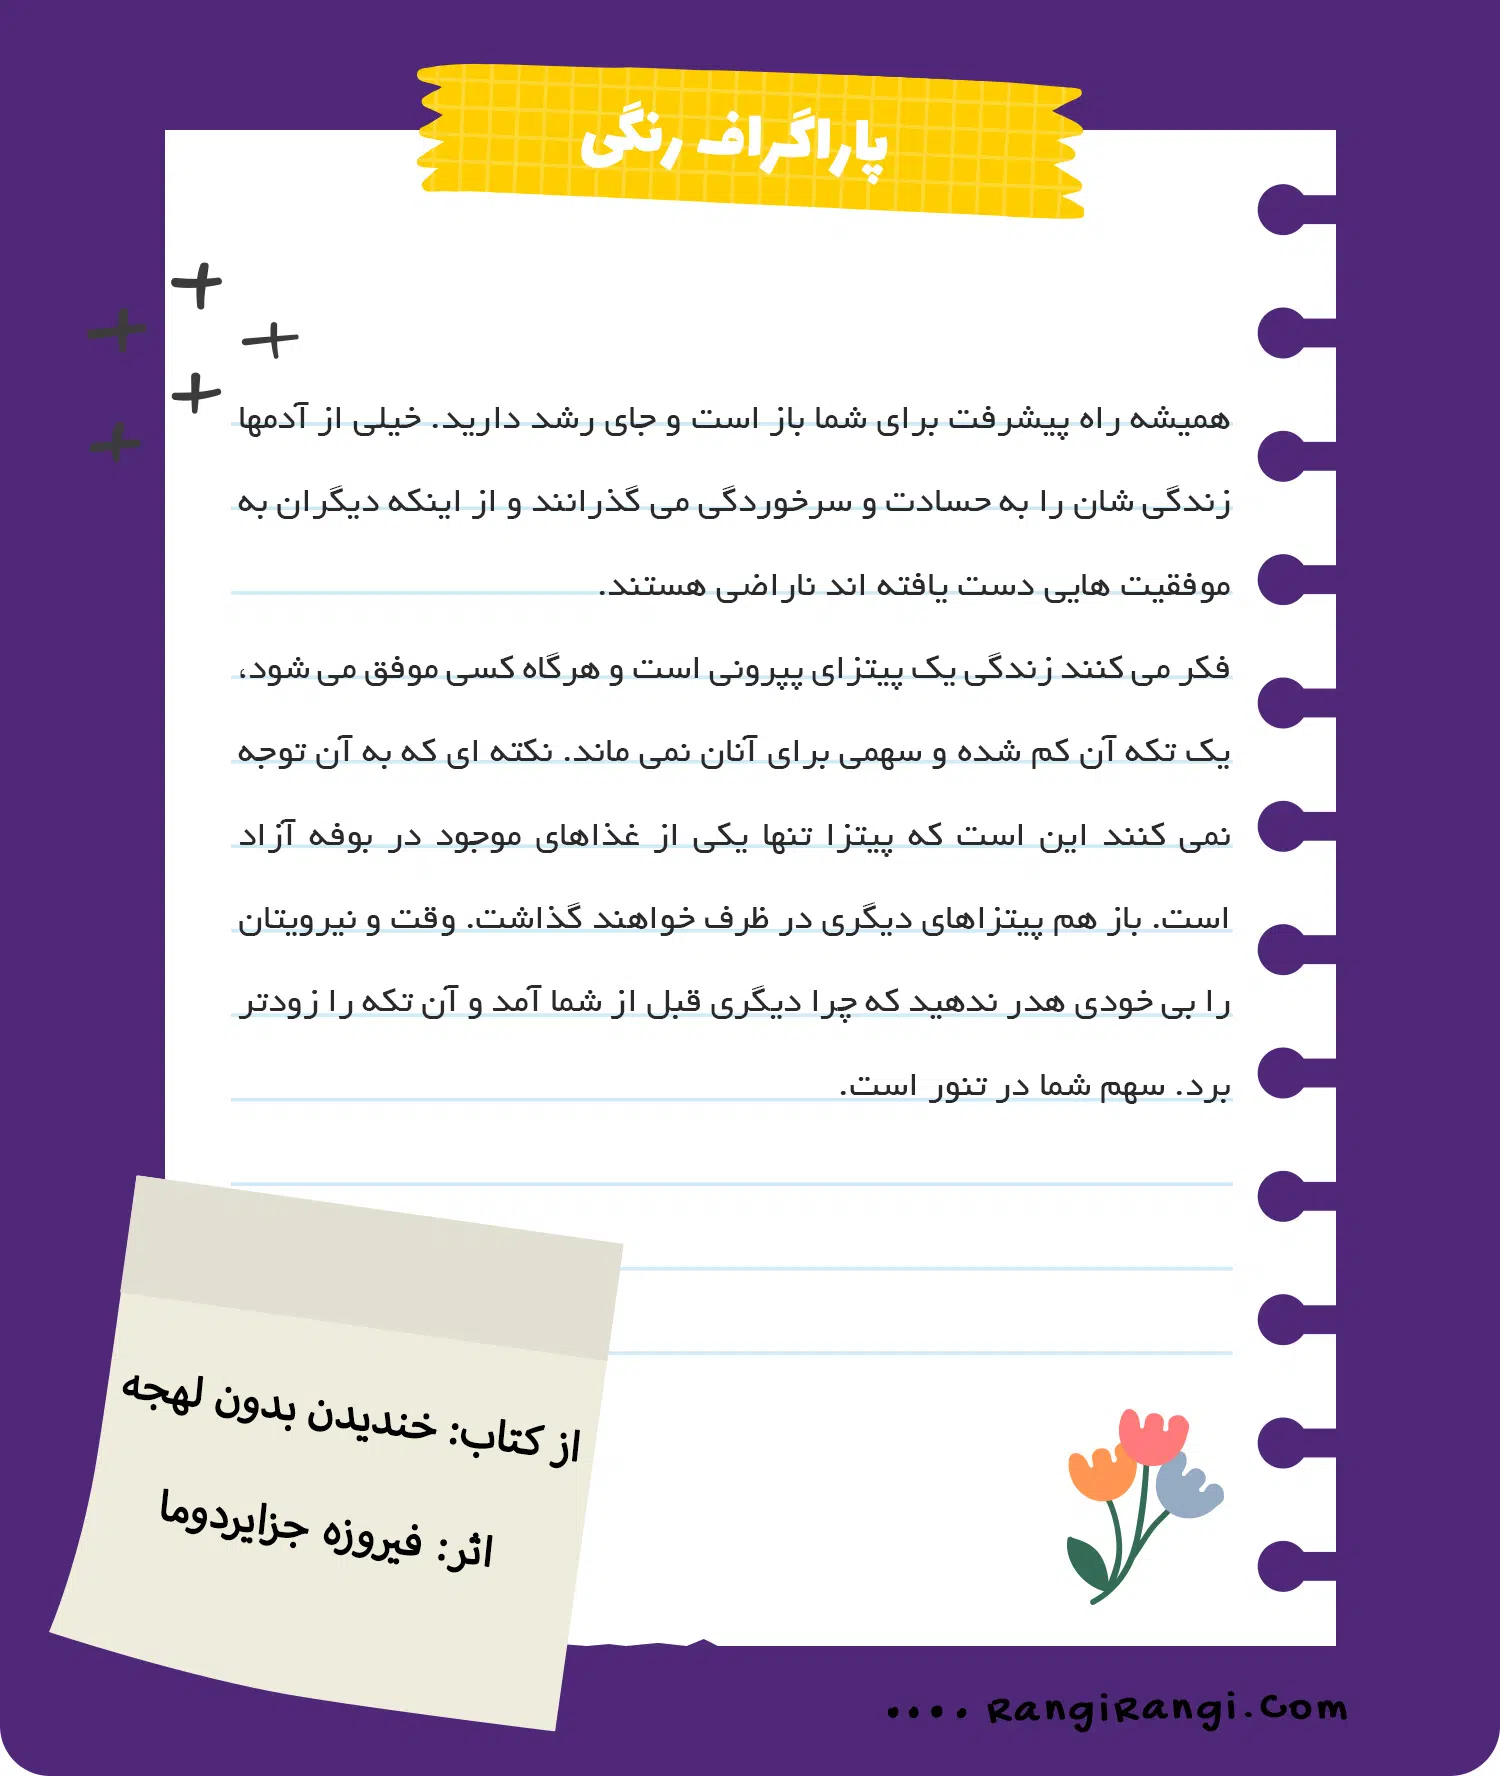 پاراگراف رنگی
همیشه راه پیشرفت برای شما باز است و جای رشد دارید. خیلی از آدمها
زندگی شان را به حسادت و سرخوردگی می گذرانند و از اینکه دیگران به
موفقیت هایی دست یافته اند ناراضی هستند.
فکر می کنند زندگی یک پیتزای پپرونی است و هرگاه کسی موفق می شود،
یک تکه آن کم شده و سهمی برای آنان نمی ماند. نکته ای که به آن توجه
نمی کنند این است که پیتزا تنها یکی از غذاهای موجود در بوفه آزاد
است. باز هم پیتزاهای دیگری در ظرف خواهند گذاشت. وقت و نیرویتان
را بی خودی هدر ندهید که چرا دیگری قبل از شما آمد و آن تکه را زودتر
برد. سهم شما در تنور است.
از کتاب: خندیدن بدون لهجه
اثر: فیروزه جزایردوما
RangiRangi.Com